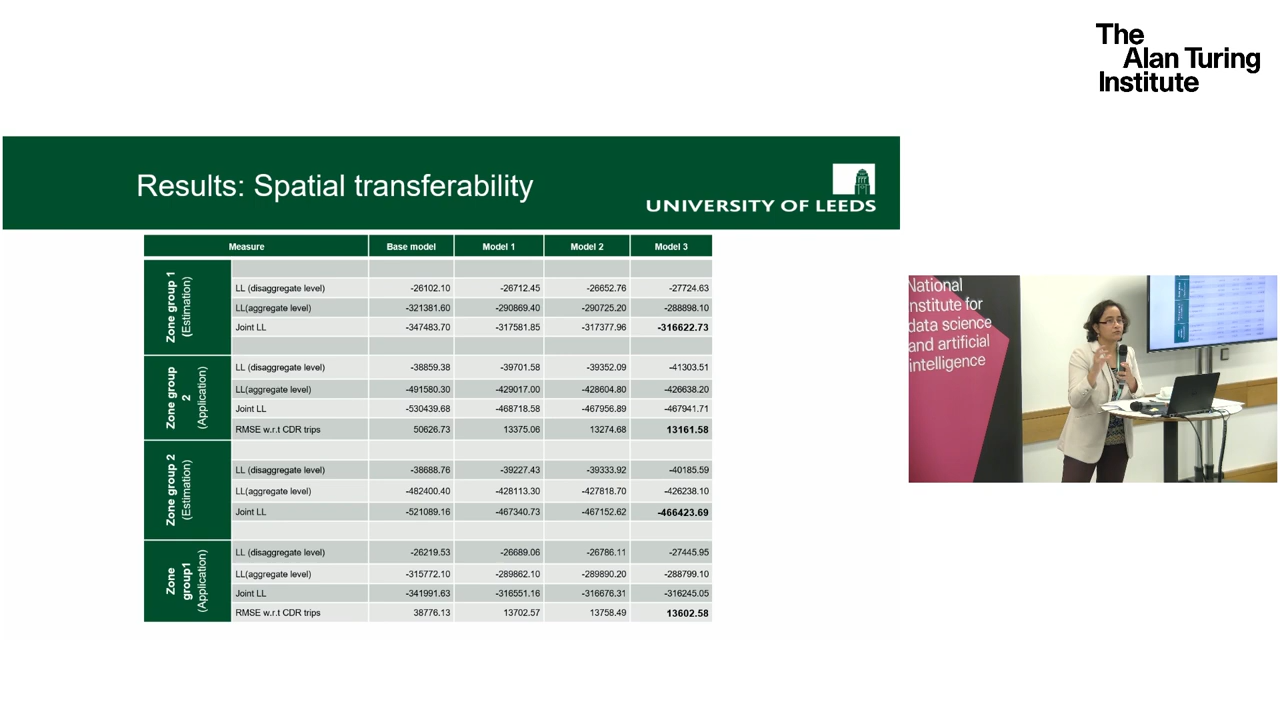 The
Alan Turing
Institute
Results: Spatial transferability
UNIVERSITY OF LEEDS
Measure Base model Model 1 Model 2 Model 3
Zone group 1
(Estimation)
LL (disaggregate level) -26102.10 -26712.45 -26652.76 -27724.63
LL(aggregate level) -321381.60 -290869.40 -290725.20 -288898.10
Joint LL -347483.70 -317581.85 -317377.96 -316622.73
Zone group
2
(Application)
LL (disaggregate level) -38859.38 -39701.58 -39352.09 -41303.51
LL(aggregate level) -491580.30 -429017.00 -428604.80 -426638.20
Joint LL -530439.68 -468718.58 -467956.89 -467941.71
RMSE w.r.t CDR trips 50626.73 13375.06 13274.68 13161.58
Zone group 2
(Estimation)
LL (disaggregate level) -38688.76 -39227.43 -39333.92 -40185.59
LL(aggregate level) -482400.40 -428113.30 -427818.70 -426238.10
Joint LL -521089.16 -467340.73 -467152.62 -466423.69
Zone
group1
(Application)
LL (disaggregate level) -26219.53 -26689.06 -26786.11 -27445.95
LL(aggregate level) -315772.10 -289862.10 -289890.20 -288799.10
Joint LL -341991.63 -316551.16 -316676.31 -316245.05
RMSE w.r.t CDR trips 38776.13 13702.57 13758.49 13602.58
National
institute for
data science
and artificial
intelligence